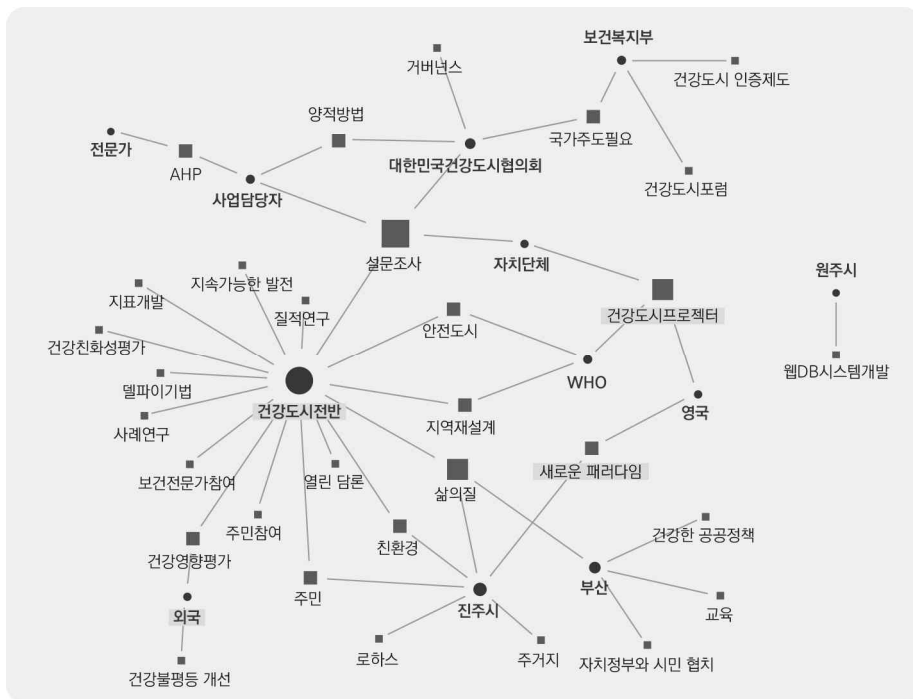 보건복지부
거버넌스
건강도시 인증제도
양적방법
국가주도필요
전문가
대한민국건강도시협의회
AHP
건강도시포럼
사업담당자
설문조사
자치단체
원주시
지속가능한 발전
지표개발
질적연구
건강도시프로젝터
안전도시
건강친화성평가
웹DB시스템개발
WHO
델파이기법
건강도시전반
영국
지역재설계
사례연구
새로운 패러다임
보건전문가참여
열린 담론
삶의질
주민참여
건강한 공공정책
친환경
건강영향평가
주민
부산
진주시
교육
외국
로하스
주거지
자치정부와 시민 협치
건강불평등 개선